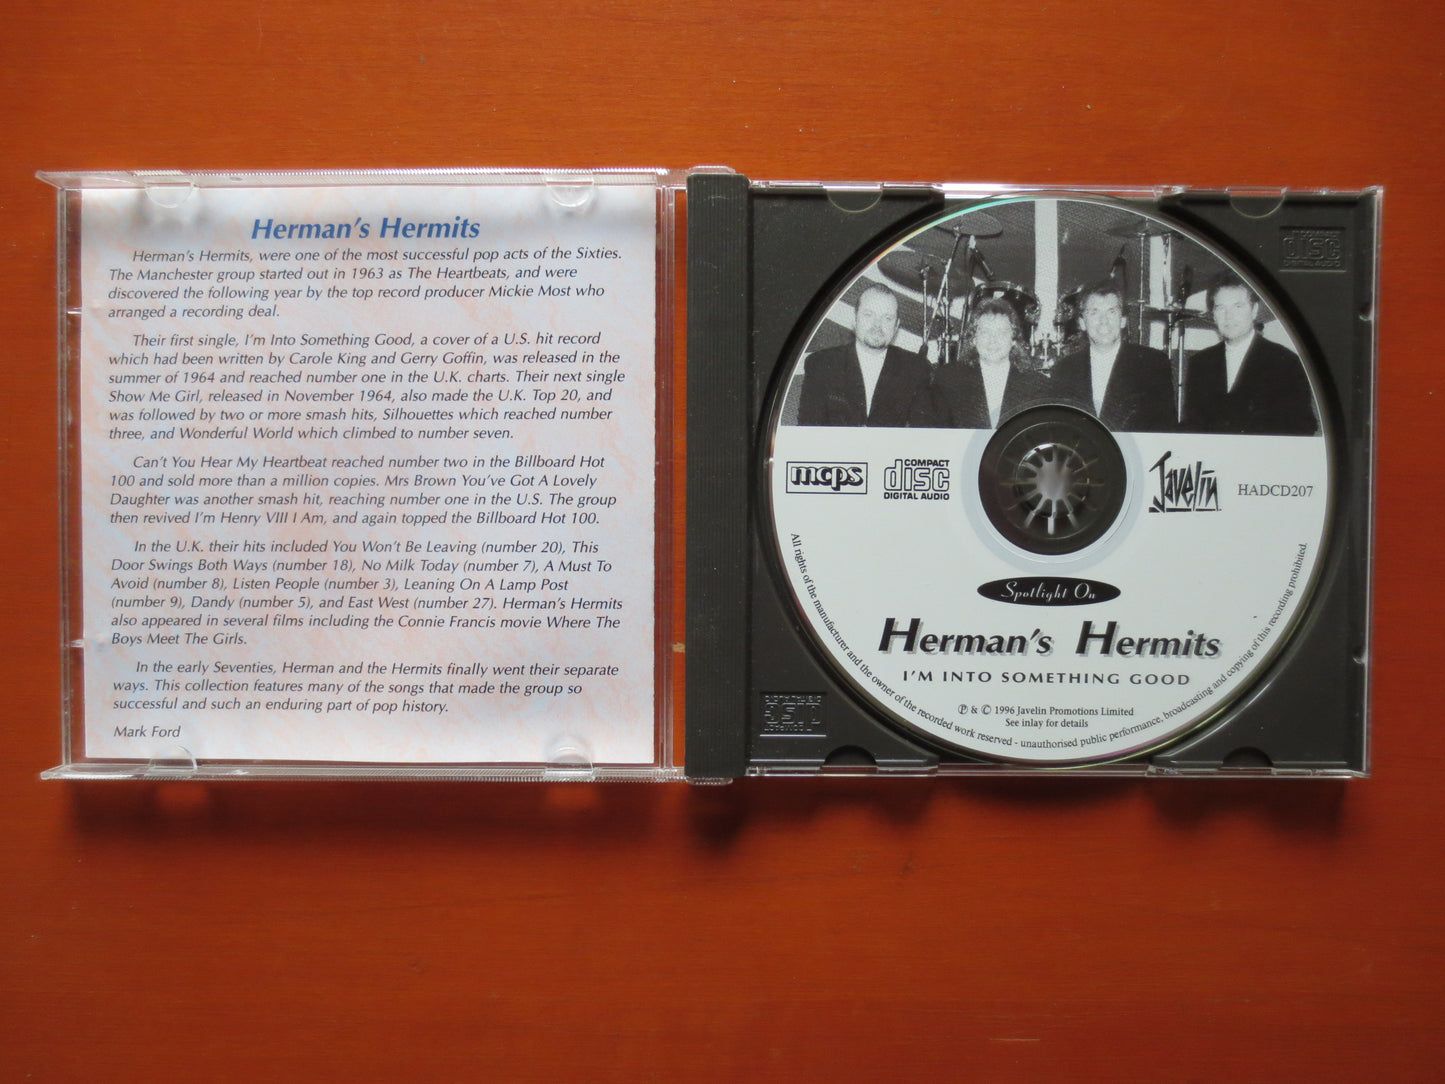 Herman's Hermits
Herman's Hermits, were one of the most successful pop acts of the Sixties.
The Manchester group started out in 1963 as The Heartbeats, and were
discovered the following year by the top record producer Mickie Most who
arranged a recording deal.
Their first single, I'm Into Something Good, a cover of a U.S. hit record
which had been written by Carole King and Gerry Goffin, was released in the
summer of 1964 and reached number one in the U.K. charts. Their next single
Show Me Girl, released in November 1964, also made the U.K. Top 20, and
was followed by two or more smash hits, Silhouettes which reached number
three, and Wonderful World which climbed to number seven.
Can't You Hear My Heartbeat reached number two in the Billboard Hot
100 and sold more than a million copies. Mrs Brown You've Got A Lovely
Daughter was another smash hit, reaching number one in the U.S. The group
then revived I'm Henry VIII I Am, and again topped the Billboard Hot 100.
In the U.K. their hits included You Won't Be Leaving (number 20), This
Door Swings Both Ways (number 18), No Milk Today (number 7), A Must To
Avoid (number 8), Listen People (number 3), Leaning On A Lamp Post
(number 9), Dandy (number 5), and East West (number 27). Herman's Hermits
also appeared in several films including the Connie Francis movie Where The
Boys Meet The Girls.
In the early Seventies, Herman and the Hermits finally went their separate
ways. This collection features many of the songs that made the group so
successful and such an enduring part of pop history.
Mark Ford
COMPACT
disc
DIGITAL AUDIO
mcps
COMPACT
disc
DIGITAL AUDIO
Javelin
HADCD207
Spotlight On
Herman's Hermits
I'M INTO SOMETHING GOOD
℗ & © 1996 Javelin Promotions Limited
See inlay for details
All rights of the manufacturer and the owner of the recorded work reserved - unauthorised public performance, broadcasting and copying of this recording prohibited.